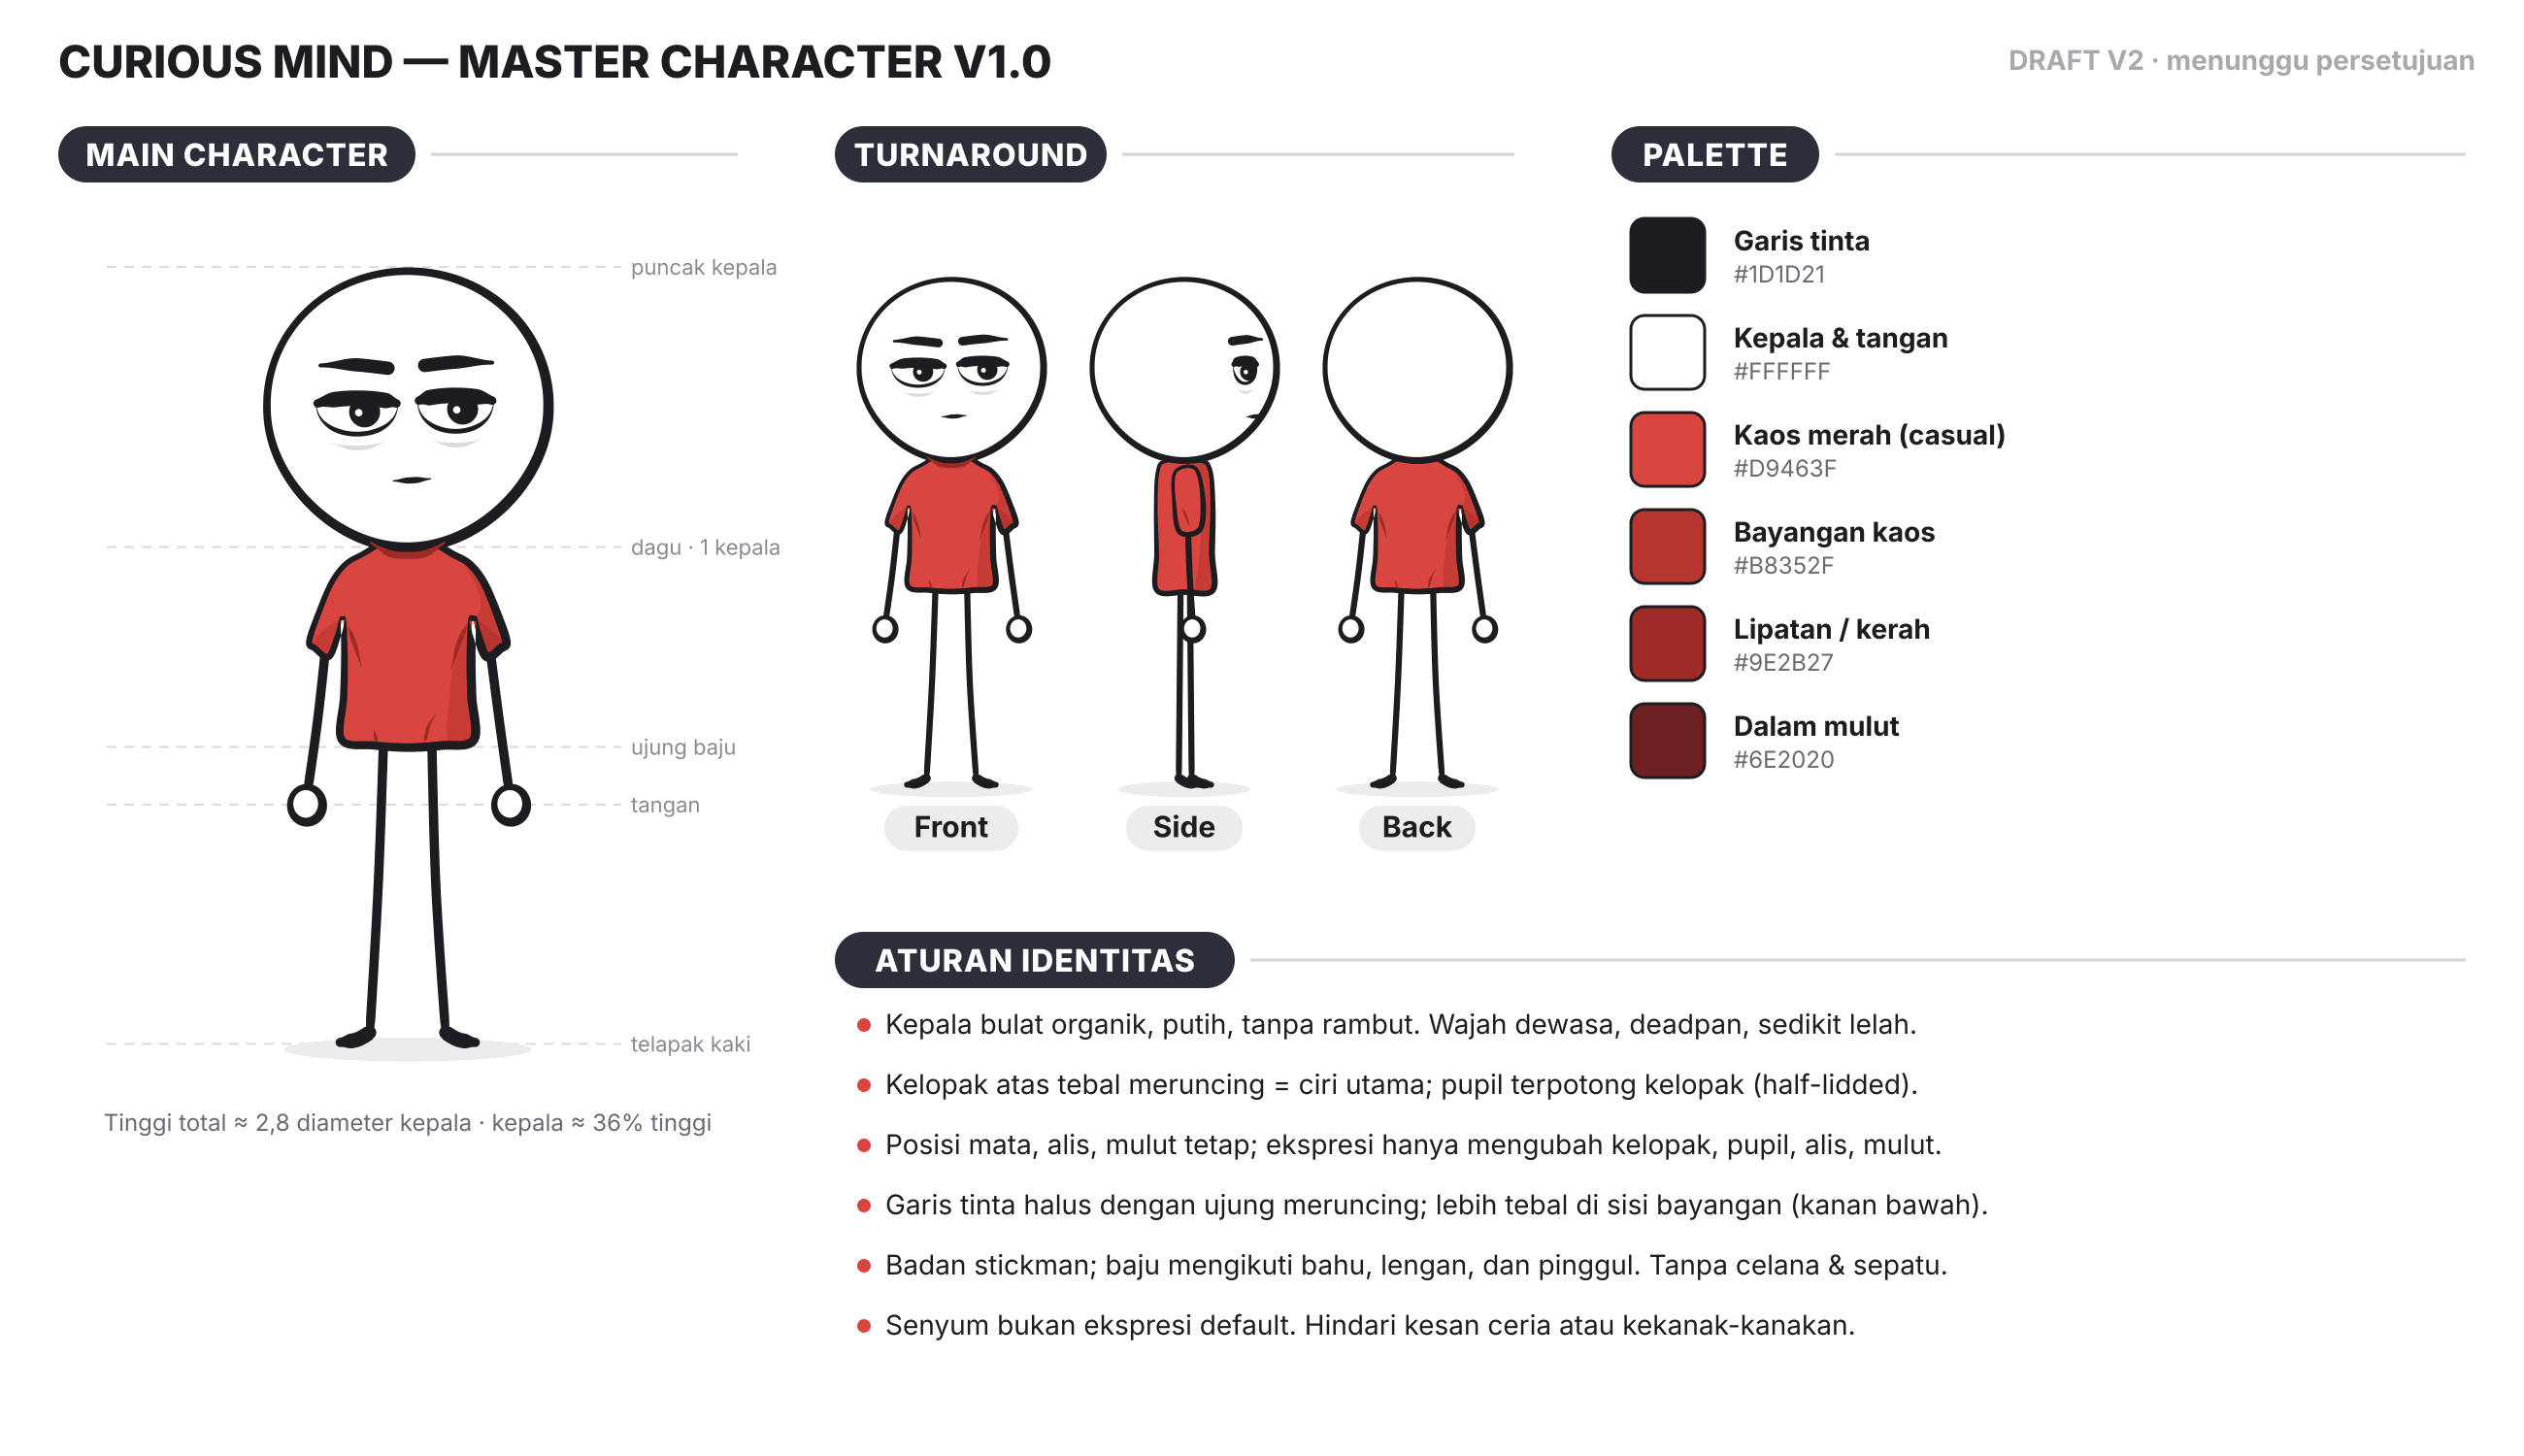 CURIOUS MIND — MASTER CHARACTER V1.0
DRAFT V2 · menunggu persetujuan
MAIN CHARACTER
puncak kepala
dagu · 1 kepala
ujung baju
tangan
telapak kaki
Tinggi total ≈ 2,8 diameter kepala · kepala ≈ 36% tinggi
TURNAROUND
Front
Side
Back
PALETTE
Garis tinta
#1D1D21
Kepala & tangan
#FFFFFF
Kaos merah (casual)
#D9463F
Bayangan kaos
#B8352F
Lipatan / kerah
#9E2B27
Dalam mulut
#6E2020
ATURAN IDENTITAS
Kepala bulat organik, putih, tanpa rambut. Wajah dewasa, deadpan, sedikit lelah.
Kelopak atas tebal meruncing = ciri utama; pupil terpotong kelopak (half-lidded).
Posisi mata, alis, mulut tetap; ekspresi hanya mengubah kelopak, pupil, alis, mulut.
Garis tinta halus dengan ujung meruncing; lebih tebal di sisi bayangan (kanan bawah).
Badan stickman; baju mengikuti bahu, lengan, dan pinggul. Tanpa celana & sepatu.
Senyum bukan ekspresi default. Hindari kesan ceria atau kekanak-kanakan.